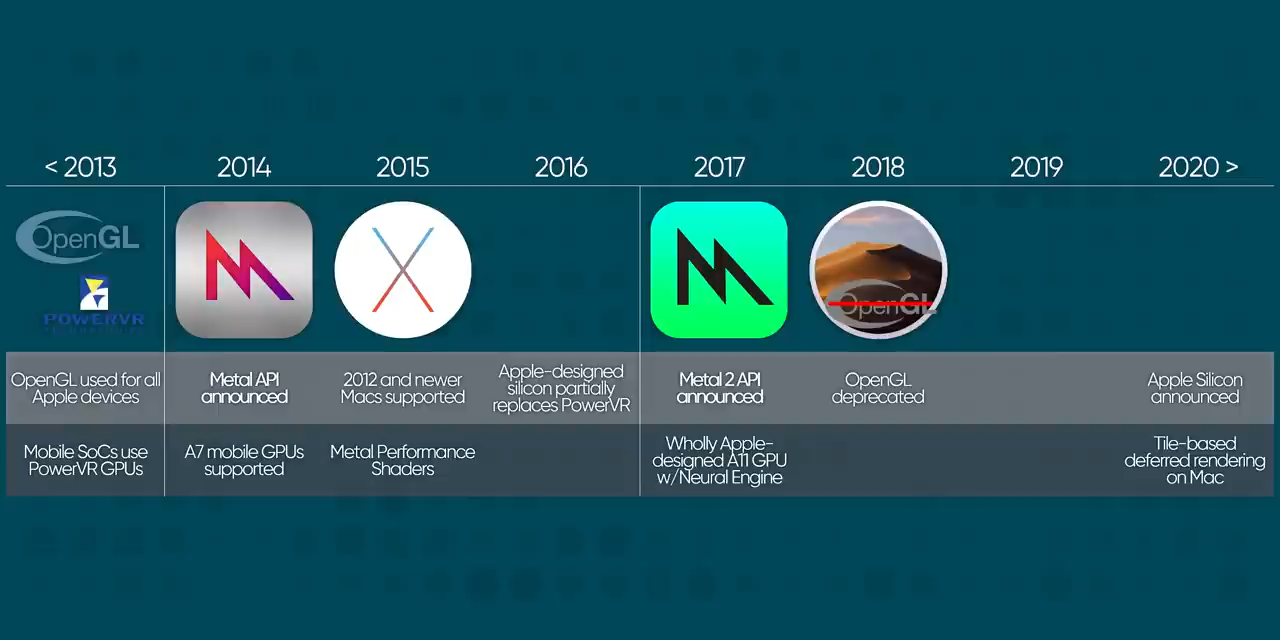 < 2013
2014
2015
2016
2017
2018
2019
2020 >
OpenGL
POWERVR
OpenGL
OpenGL used for all
Apple devices
Metal API
announced
2012 and newer
Macs supported
Apple-designed
silicon partially
replaces PowerVR
Metal 2 API
announced
OpenGL
deprecated
Apple Silicon
announced
Mobile SoCs use
PowerVR GPUs
A7 mobile GPUs
supported
Metal Performance
Shaders
Wholly Apple-
designed A11 GPU
w/Neural Engine
Tile-based
deferred rendering
on Mac